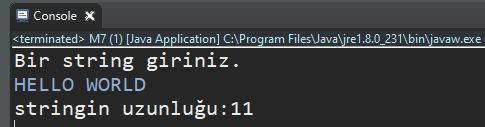 Console
<terminated> M7 (1) [Java Application] C:\Program Files\Java\jre1.8.0_231\bin\javaw.exe
Bir string giriniz.
HELLO WORLD
stringin uzunluğu:11